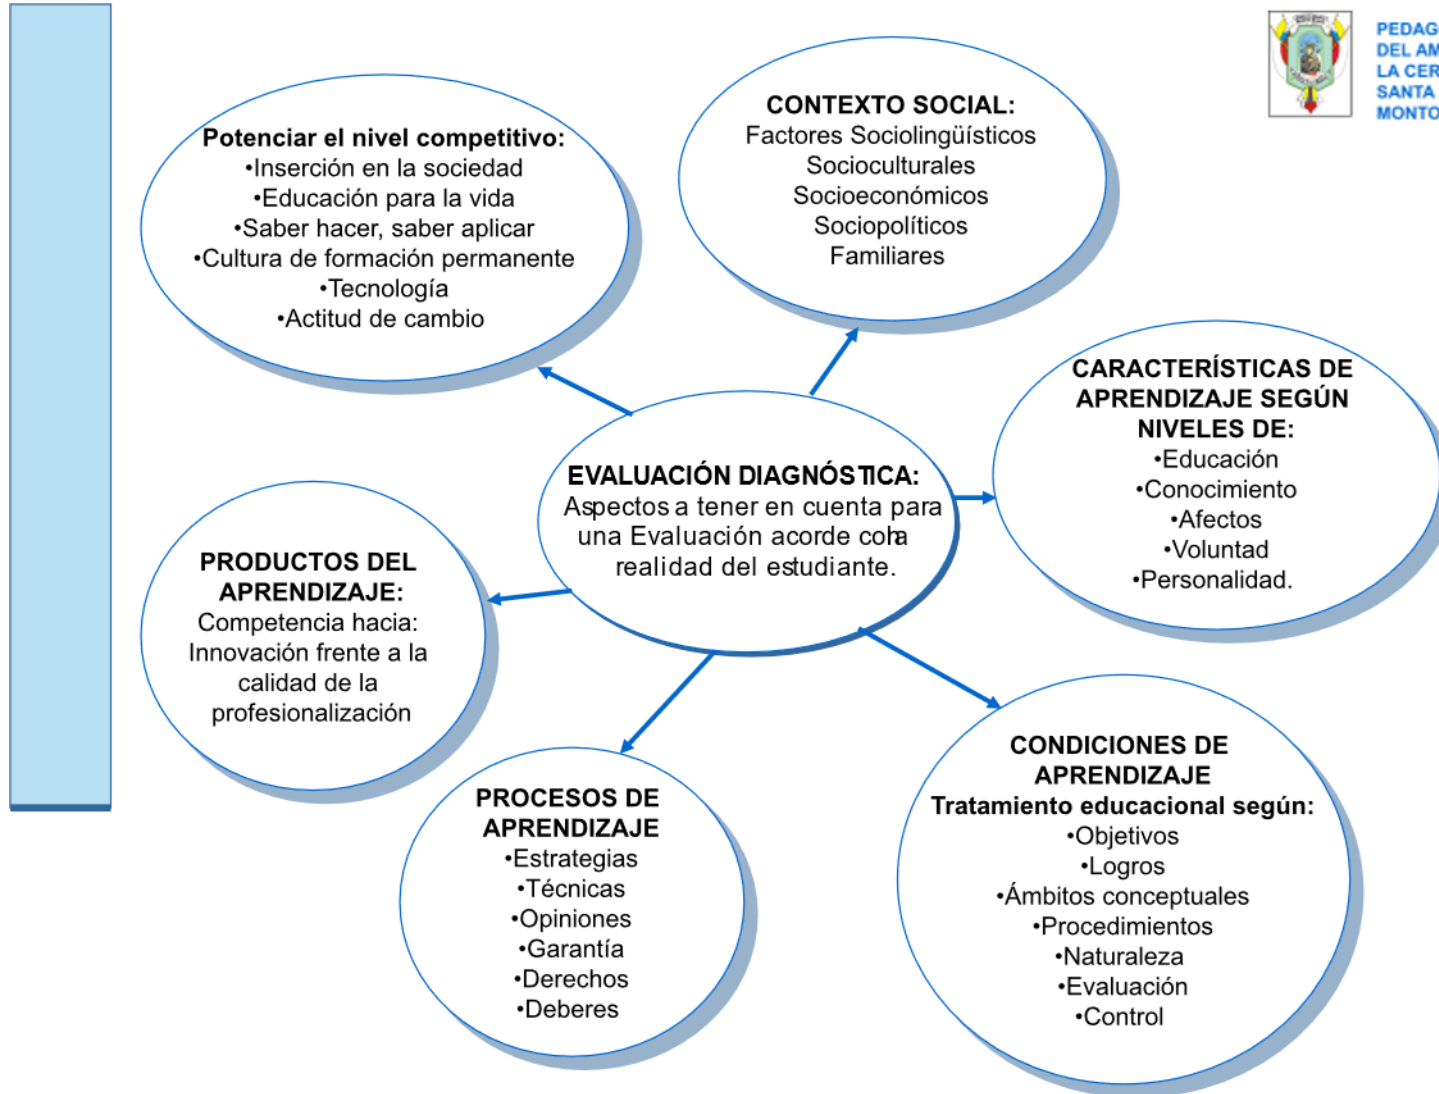 PEDAG
DEL AM
LA CER
SANTA
MONTO
Potenciar el nivel competitivo:
•Inserción en la sociedad
•Educación para la vida
•Saber hacer, saber aplicar
•Cultura de formación permanente
•Tecnología
•Actitud de cambio
CONTEXTO SOCIAL:
Factores Sociolingüísticos
Socioculturales
Socioeconómicos
Sociopolíticos
Familiares
CARACTERÍSTICAS DE
APRENDIZAJE SEGÚN
NIVELES DE:
•Educación
•Conocimiento
•Afectos
•Voluntad
•Personalidad.
EVALUACIÓN DIAGNÓSTICA:
Aspectos a tener en cuenta para
una Evaluación acorde con la
realidad del estudiante.
PRODUCTOS DEL
APRENDIZAJE:
Competencia hacia:
Innovación frente a la
calidad de la
profesionalización
PROCESOS DE
APRENDIZAJE
•Estrategias
•Técnicas
•Opiniones
•Garantía
•Derechos
•Deberes
CONDICIONES DE
APRENDIZAJE
Tratamiento educacional según:
•Objetivos
•Logros
•Ámbitos conceptuales
•Procedimientos
•Naturaleza
•Evaluación
•Control